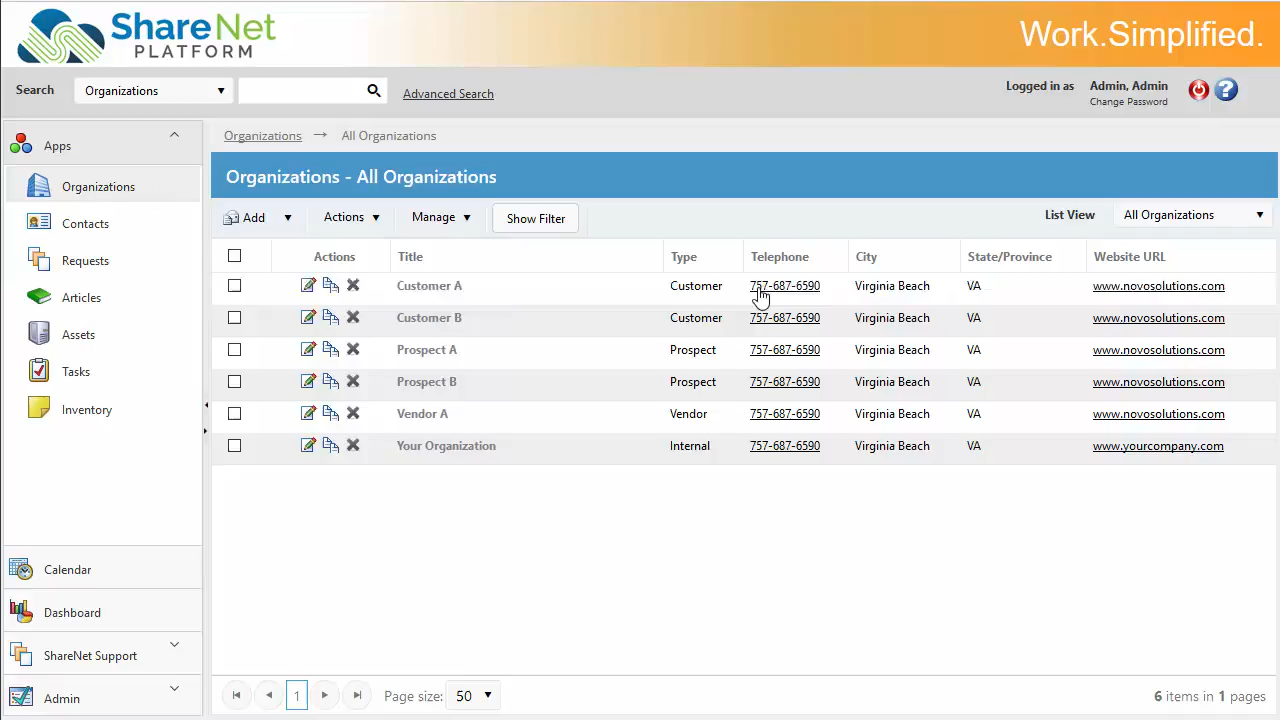 ShareNet
PLATFORM
Work.Simplified.
Search
Organizations
Advanced Search
Logged in as
Admin, Admin
Change Password
?
Apps
Organizations
Contacts
Requests
Articles
Assets
Tasks
Inventory
Calendar
Dashboard
ShareNet Support
Admin
Organizations → All Organizations
Organizations - All Organizations
Add
Actions
Manage
Show Filter
List View
All Organizations
Actions Title Type Telephone City State/Province Website URL
Customer A Customer 757-687-6590 Virginia Beach VA www.novosolutions.com
Customer B Customer 757-687-6590 Virginia Beach VA www.novosolutions.com
Prospect A Prospect 757-687-6590 Virginia Beach VA www.novosolutions.com
Prospect B Prospect 757-687-6590 Virginia Beach VA www.novosolutions.com
Vendor A Vendor 757-687-6590 Virginia Beach VA www.novosolutions.com
Your Organization Internal 757-687-6590 Virginia Beach VA www.yourcompany.com
1
Page size: 50
6 items in 1 pages